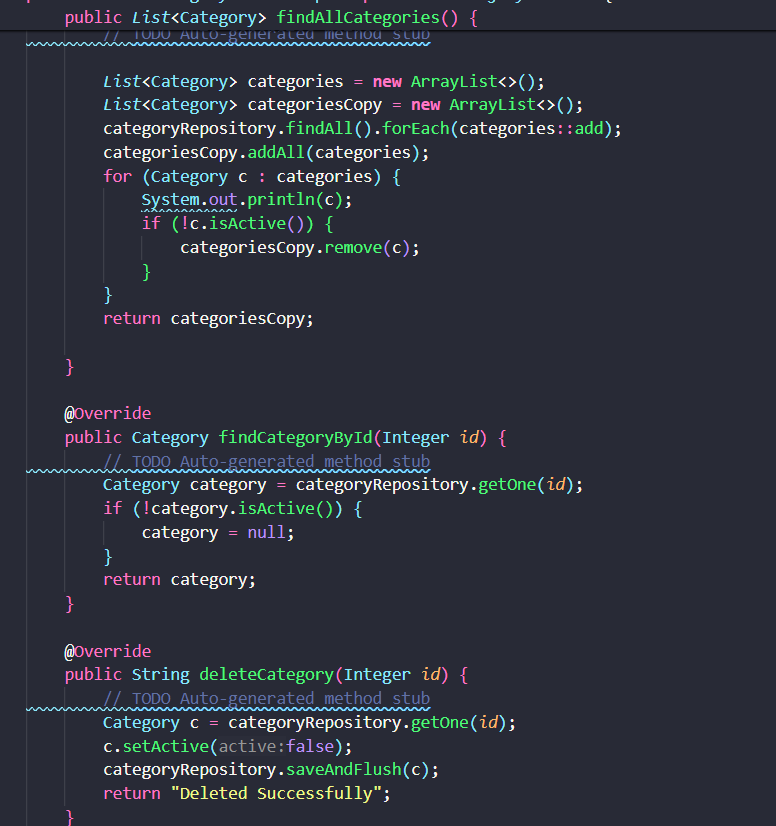 public List<Category> findAllCategories() {
// TODO Auto-generated method stub
List<Category> categories = new ArrayList<>();
List<Category> categoriesCopy = new ArrayList<>();
categoryRepository.findAll().forEach(categories::add);
categoriesCopy.addAll(categories);
for (Category c : categories) {
System.out.println(c);
if (!c.isActive()) {
categoriesCopy.remove(c);
}
}
return categoriesCopy;
}
@Override
public Category findCategoryById(Integer id) {
// TODO Auto-generated method stub
Category category = categoryRepository.getOne(id);
if (!category.isActive()) {
category = null;
}
return category;
}
@Override
public String deleteCategory(Integer id) {
// TODO Auto-generated method stub
Category c = categoryRepository.getOne(id);
c.setActive(active:false);
categoryRepository.saveAndFlush(c);
return "Deleted Successfully";
}